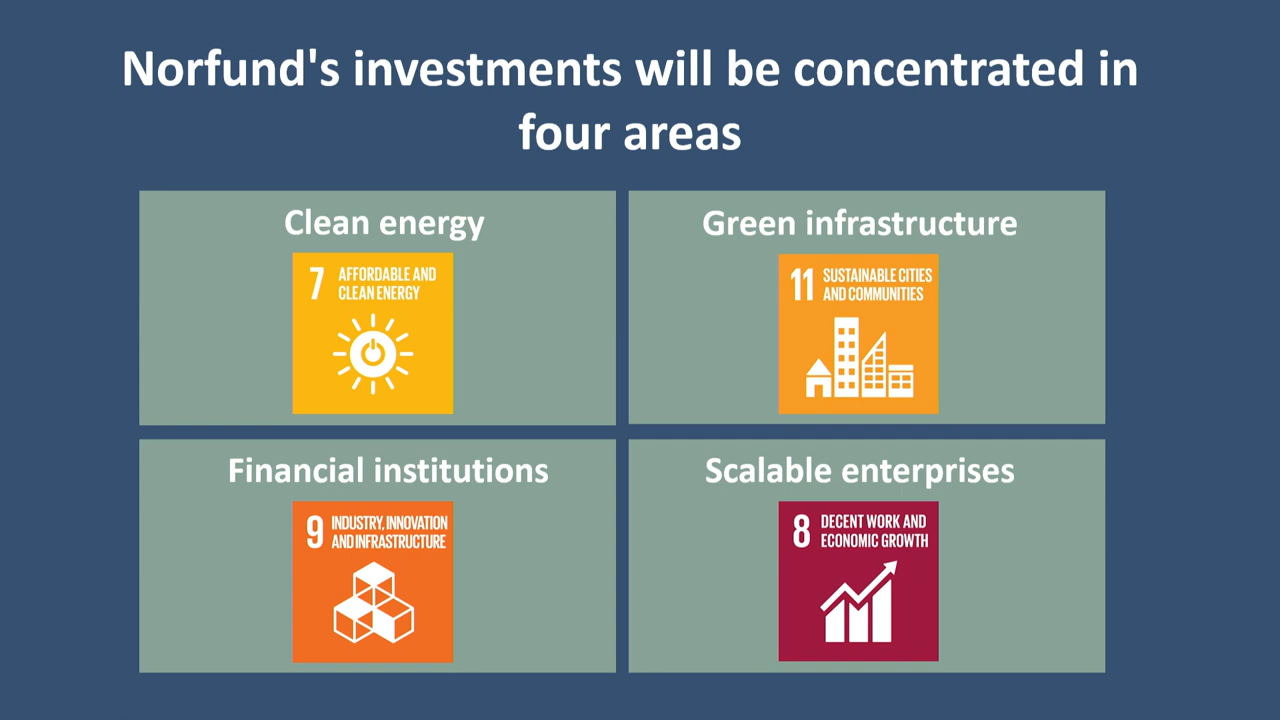 Norfund's investments will be concentrated in
four areas
Clean energy
7 AFFORDABLE AND
CLEAN ENERGY
Green infrastructure
11 SUSTAINABLE CITIES
AND COMMUNITIES
Financial institutions
9 INDUSTRY, INNOVATION
AND INFRASTRUCTURE
Scalable enterprises
8 DECENT WORK AND
ECONOMIC GROWTH